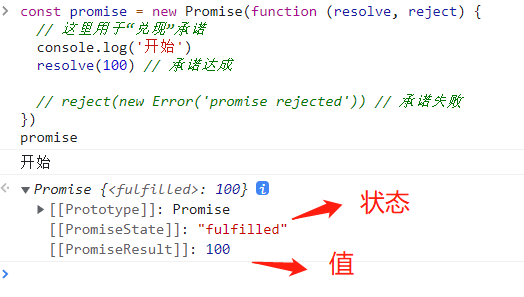 const promise = new Promise(function (resolve, reject) {
// 这里用于“兑现”承诺
console.log('开始')
resolve(100) // 承诺达成
// reject(new Error('promise rejected')) // 承诺失败
})
promise
开始
Promise {<fulfilled>: 100} i
[[Prototype]]: Promise
状态
[[PromiseState]]: "fulfilled"
[[PromiseResult]]: 100
值